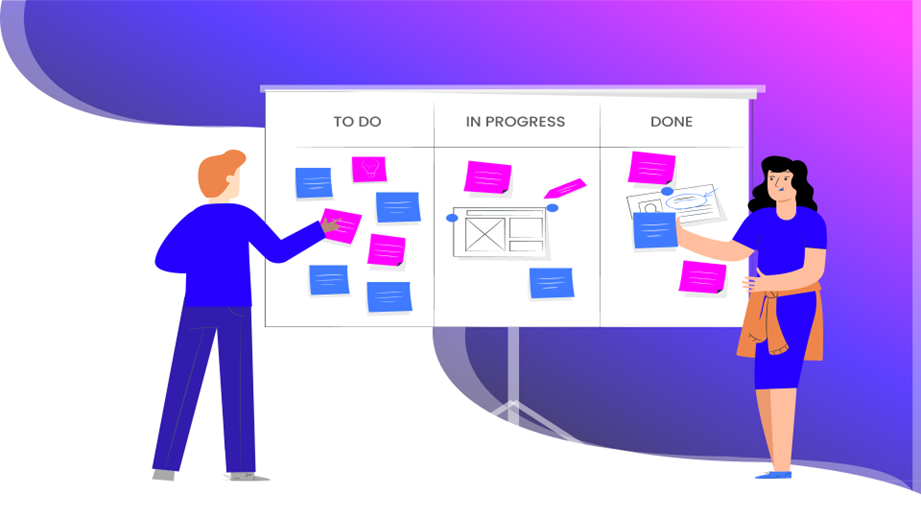 TO DO
IN PROGRESS
DONE